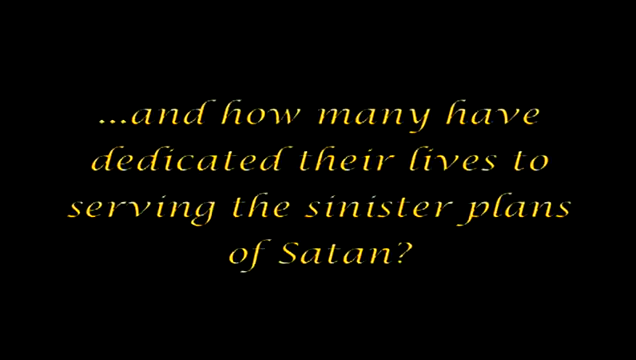 ...and how many have
dedicated their lives to
serving the sinister plans
of Satan?